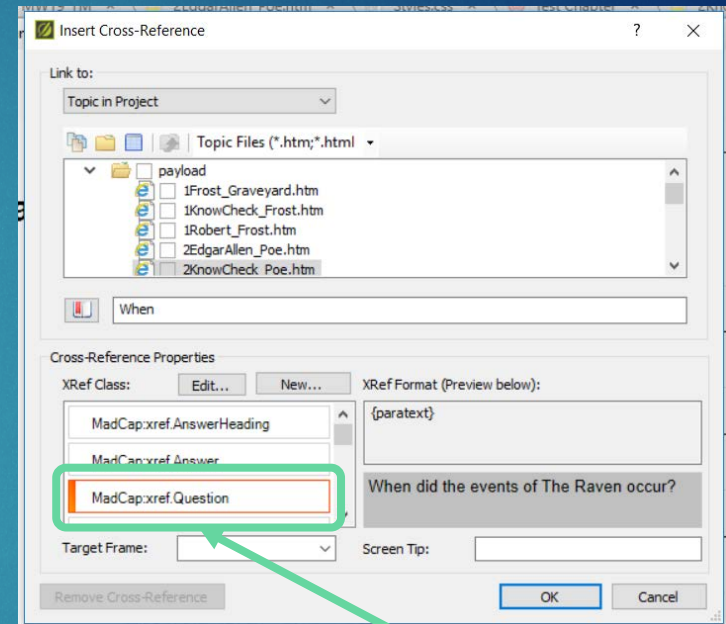 Insert Cross-Reference ? ×
Link to:
Topic in Project
Topic Files (*.htm;*.html
payload
1Frost_Graveyard.htm
1KnowCheck_Frost.htm
1Robert_Frost.htm
2EdgarAllen_Poe.htm
2KnowCheck_Poe.htm
When
Cross-Reference Properties
XRef Class: Edit... New... XRef Format (Preview below):
MadCap:xref.AnswerHeading {paratext}
MadCap:xref.Answer
MadCap:xref.Question When did the events of The Raven occur?
Target Frame: Screen Tip:
Remove Cross-Reference OK Cancel